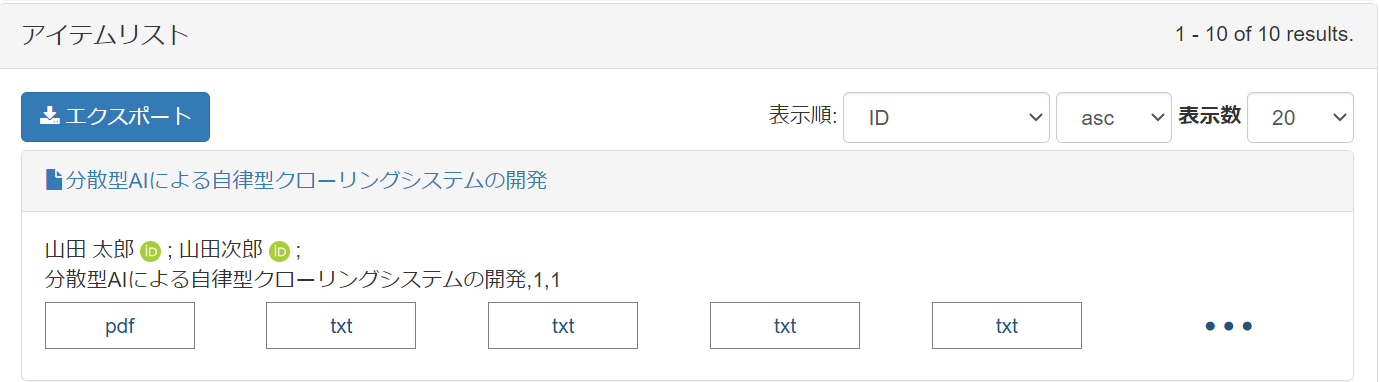 アイテムリスト
1 - 10 of 10 results.
エクスポート
表示順: ID asc 表示数 20
分散型AIによる自律型クローリングシステムの開発
山田 太郎 iD ; 山田次郎 iD ;
分散型AIによる自律型クローリングシステムの開発,1,1
pdf txt txt txt txt